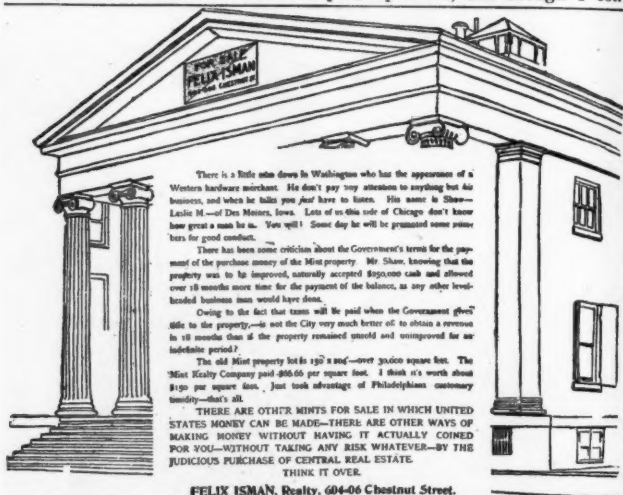 FOR SALE
FELIX ISMAN
604-606 CHESTNUT ST.
There is a little man down in Washington who has the appearance of a
Western hardware merchant. He don't pay any attention to anything but his
business, and when he talks you just have to listen. His name is Shaw—
Leslie M.—of Des Moines, Iowa. Lots of us this side of Chicago don't know
how great a man he is. You will! Some day he will be promoted some num-
bers for good conduct.
There has been some criticism about the Government's terms for the pay-
ment of the purchase money of the Mint property. Mr. Shaw, knowing that the
property was to be improved, naturally accepted $250,000 cash and allowed
over 18 months more time for the payment of the balance, as any other level-
headed business man would have done.
Owing to the fact that taxes will be paid when the Government gives
title to the property,—is not the City very much better of to obtain a revenue
in 18 months than if the property remained unsold and unimproved for an
indefinite period?
The old Mint property lot is 150 x 204—over 30,000 square feet. The
Mint Realty Company paid $66.66 per square foot. I think it's worth about
$150 per square foot. Just took advantage of Philadelphians customary
timidity—that's all.
THERE ARE OTHER MINTS FOR SALE IN WHICH UNITED
STATES MONEY CAN BE MADE—THERE ARE OTHER WAYS OF
MAKING MONEY WITHOUT HAVING IT ACTUALLY COINED
FOR YOU—WITHOUT TAKING ANY RISK WHATEVER—BY THE
JUDICIOUS PURCHASE OF CENTRAL REAL ESTATE.
THINK IT OVER.
FELIX ISMAN, Realty, 604-06 Chestnut Street.